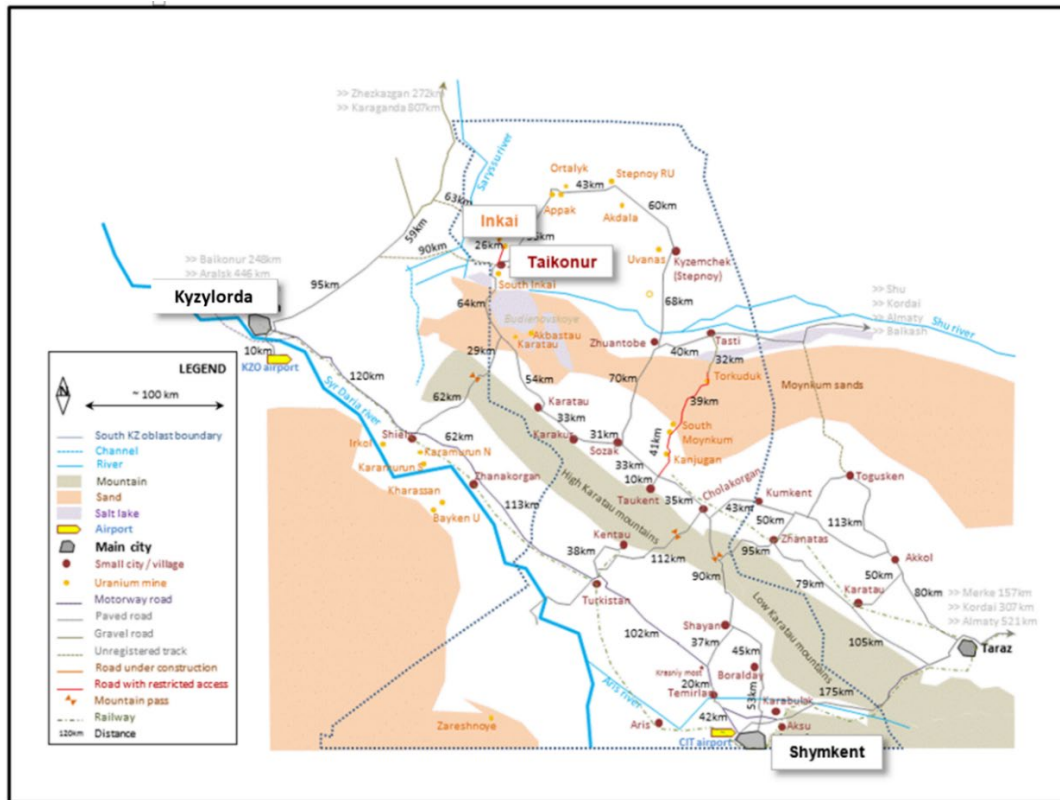 >> Zhezkazgan 272km
>> Karaganda 807km
Saryssu river
Ortalyk
43km
Stepnoy RU
Appak
Akdala
60km
63km
Inkai
59km
90km
26km
Uvanas
Kyzemchek
(Stepnoy)
>> Baikonur 248km
>> Aralsk 446 km
Taikonur
95km
South Inkai
Kyzylorda
64km
68km
>> Shu
>> Kordai
>> Almaty
>> Balkash
Shu river
Budienovskoye
Akbastau
Karatau
Zhuantobe
Tasti
40km
32km
10km
KZO airport
29km
120km
54km
70km
Torkuduk
Moynkum sands
Syr Daria river
62km
39km
Karatau
33km
South
Moynkum
Shieli
62km
Karakus
31km
Sozak
41km
Irkol
Karamurun N
Karamurun S
33km
Kanjugan
10km
Zhanakorgan
High Karatau mountains
Taukent
35km
Cholakorgan
Kumkent
Togusken
Kharassan
113km
43km
50km
113km
Bayken U
Kentau
Zhanatas
38km
112km
95km
Akkol
90km
79km
50km
Turkistan
Low Karatau mountains
Karatau
80km
>> Merke 157km
>> Kordai 307km
>> Almaty 521km
102km
Shayan
105km
37km
45km
Taraz
Kresniy most
Boralday
20km
Aris river
Temirlan
53km
175km
Karabulak
Zareshnoye
Aris
42km
Aksu
CIT airport
Shymkent
LEGEND
N
~ 100 km
South KZ oblast boundary
Channel
River
Mountain
Sand
Salt lake
Airport
Main city
Small city / village
Uranium mine
Motorway road
Paved road
Gravel road
Unregistered track
Road under construction
Road with restricted access
Mountain pass
Railway
120km Distance